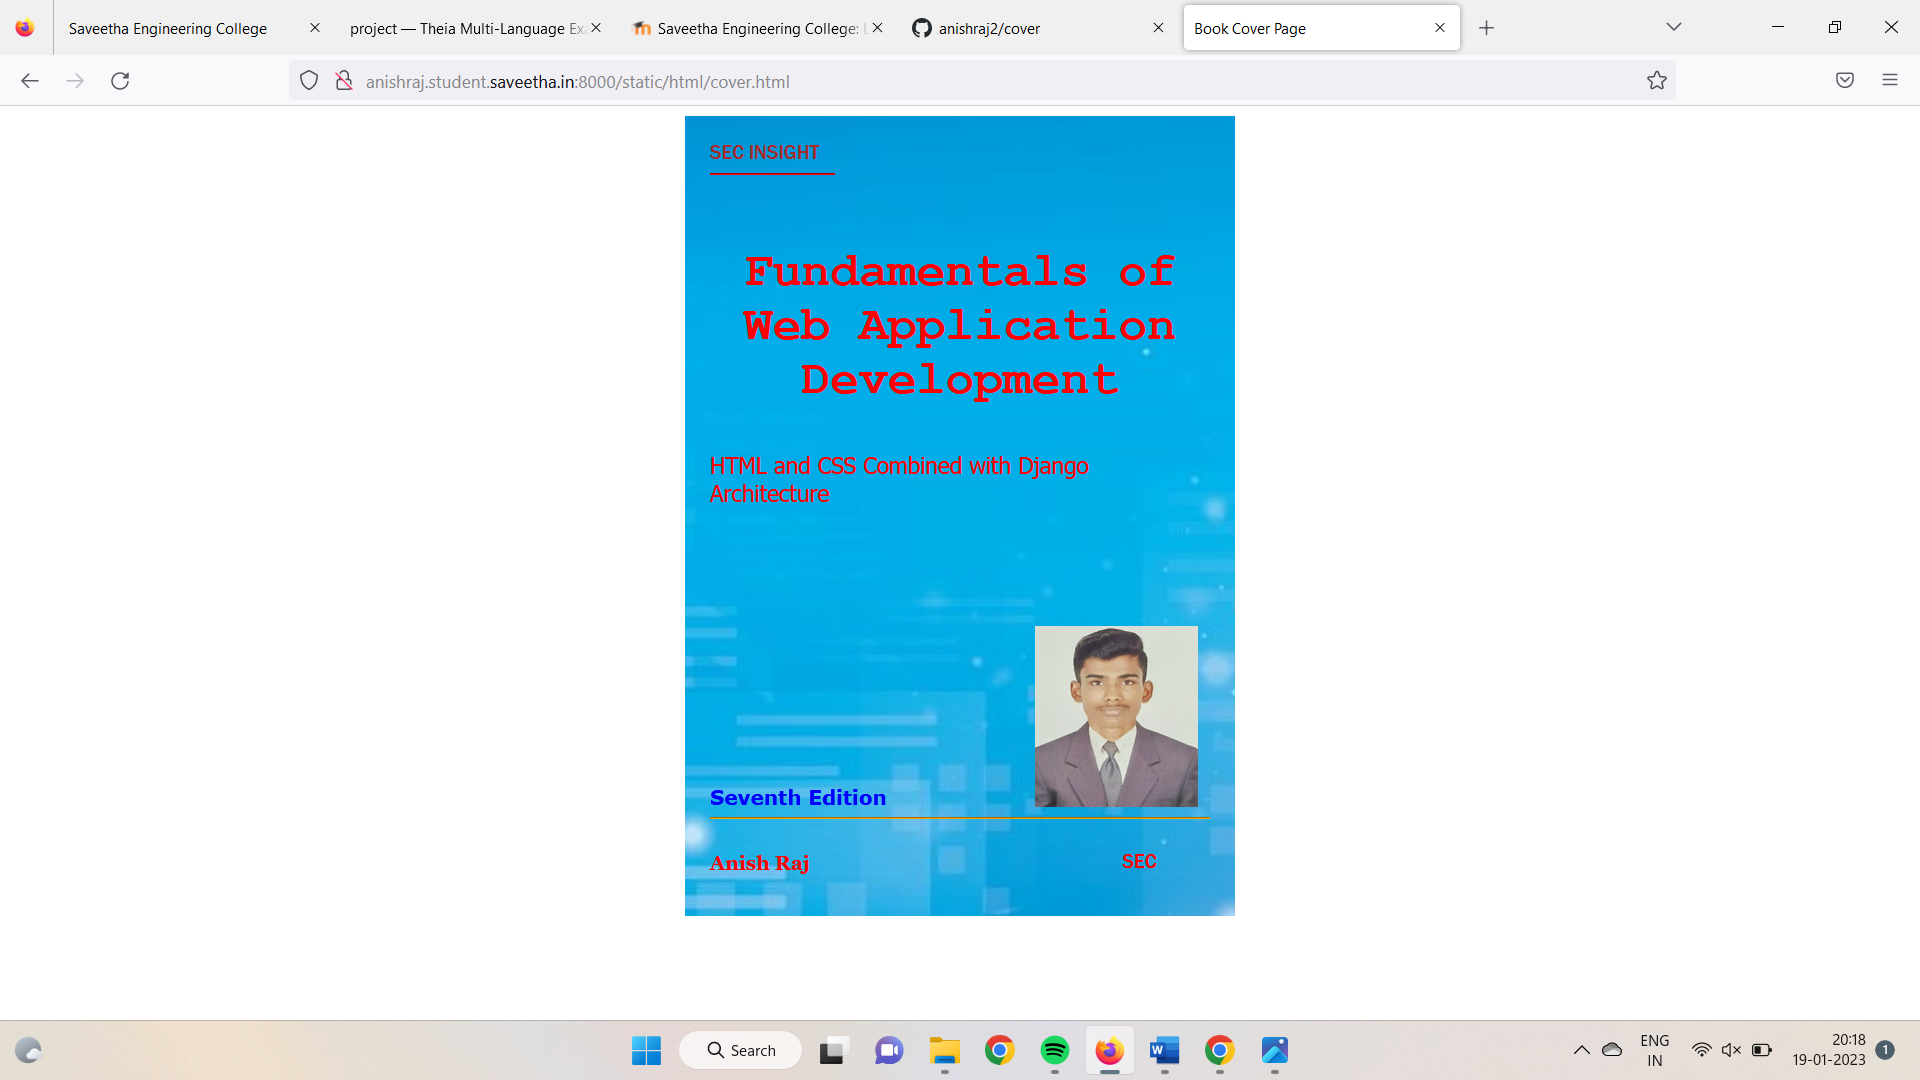 Saveetha Engineering College
project — Theia Multi-Language Exa
Saveetha Engineering College:
anishraj2/cover
Book Cover Page
anishraj.student.saveetha.in:8000/static/html/cover.html
SEC INSIGHT
Fundamentals of
Web Application
Development
HTML and CSS Combined with Django
Architecture
Seventh Edition
Anish Raj
SEC
Search
W
ENG
IN
20:18
19-01-2023
1